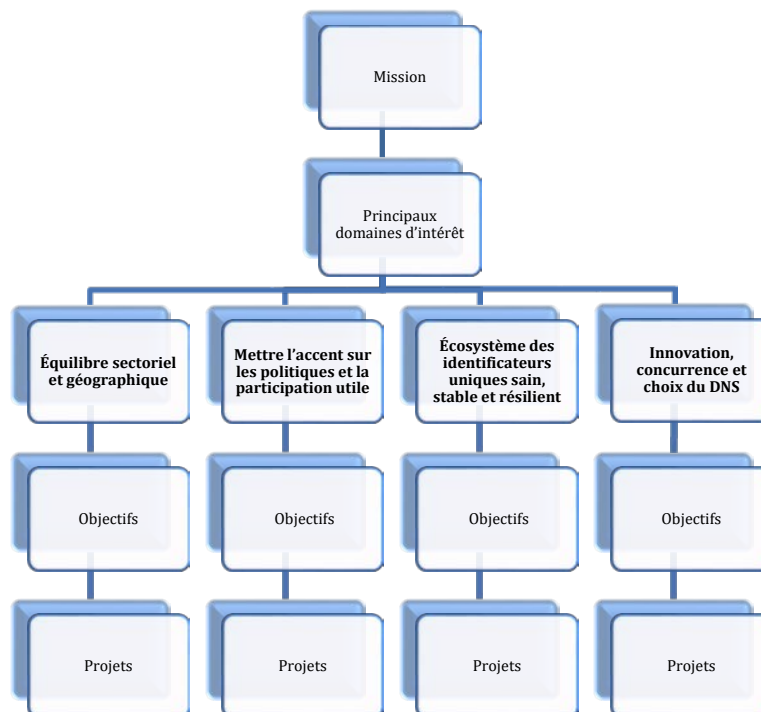 Mission
Principaux
domaines d’intérêt
Équilibre sectoriel
et géographique
Mettre l’accent sur
les politiques et la
participation utile
Écosystème des
identificateurs
uniques sain,
stable et résilient
Innovation,
concurrence et
choix du DNS
Objectifs
Objectifs
Objectifs
Objectifs
Projets
Projets
Projets
Projets